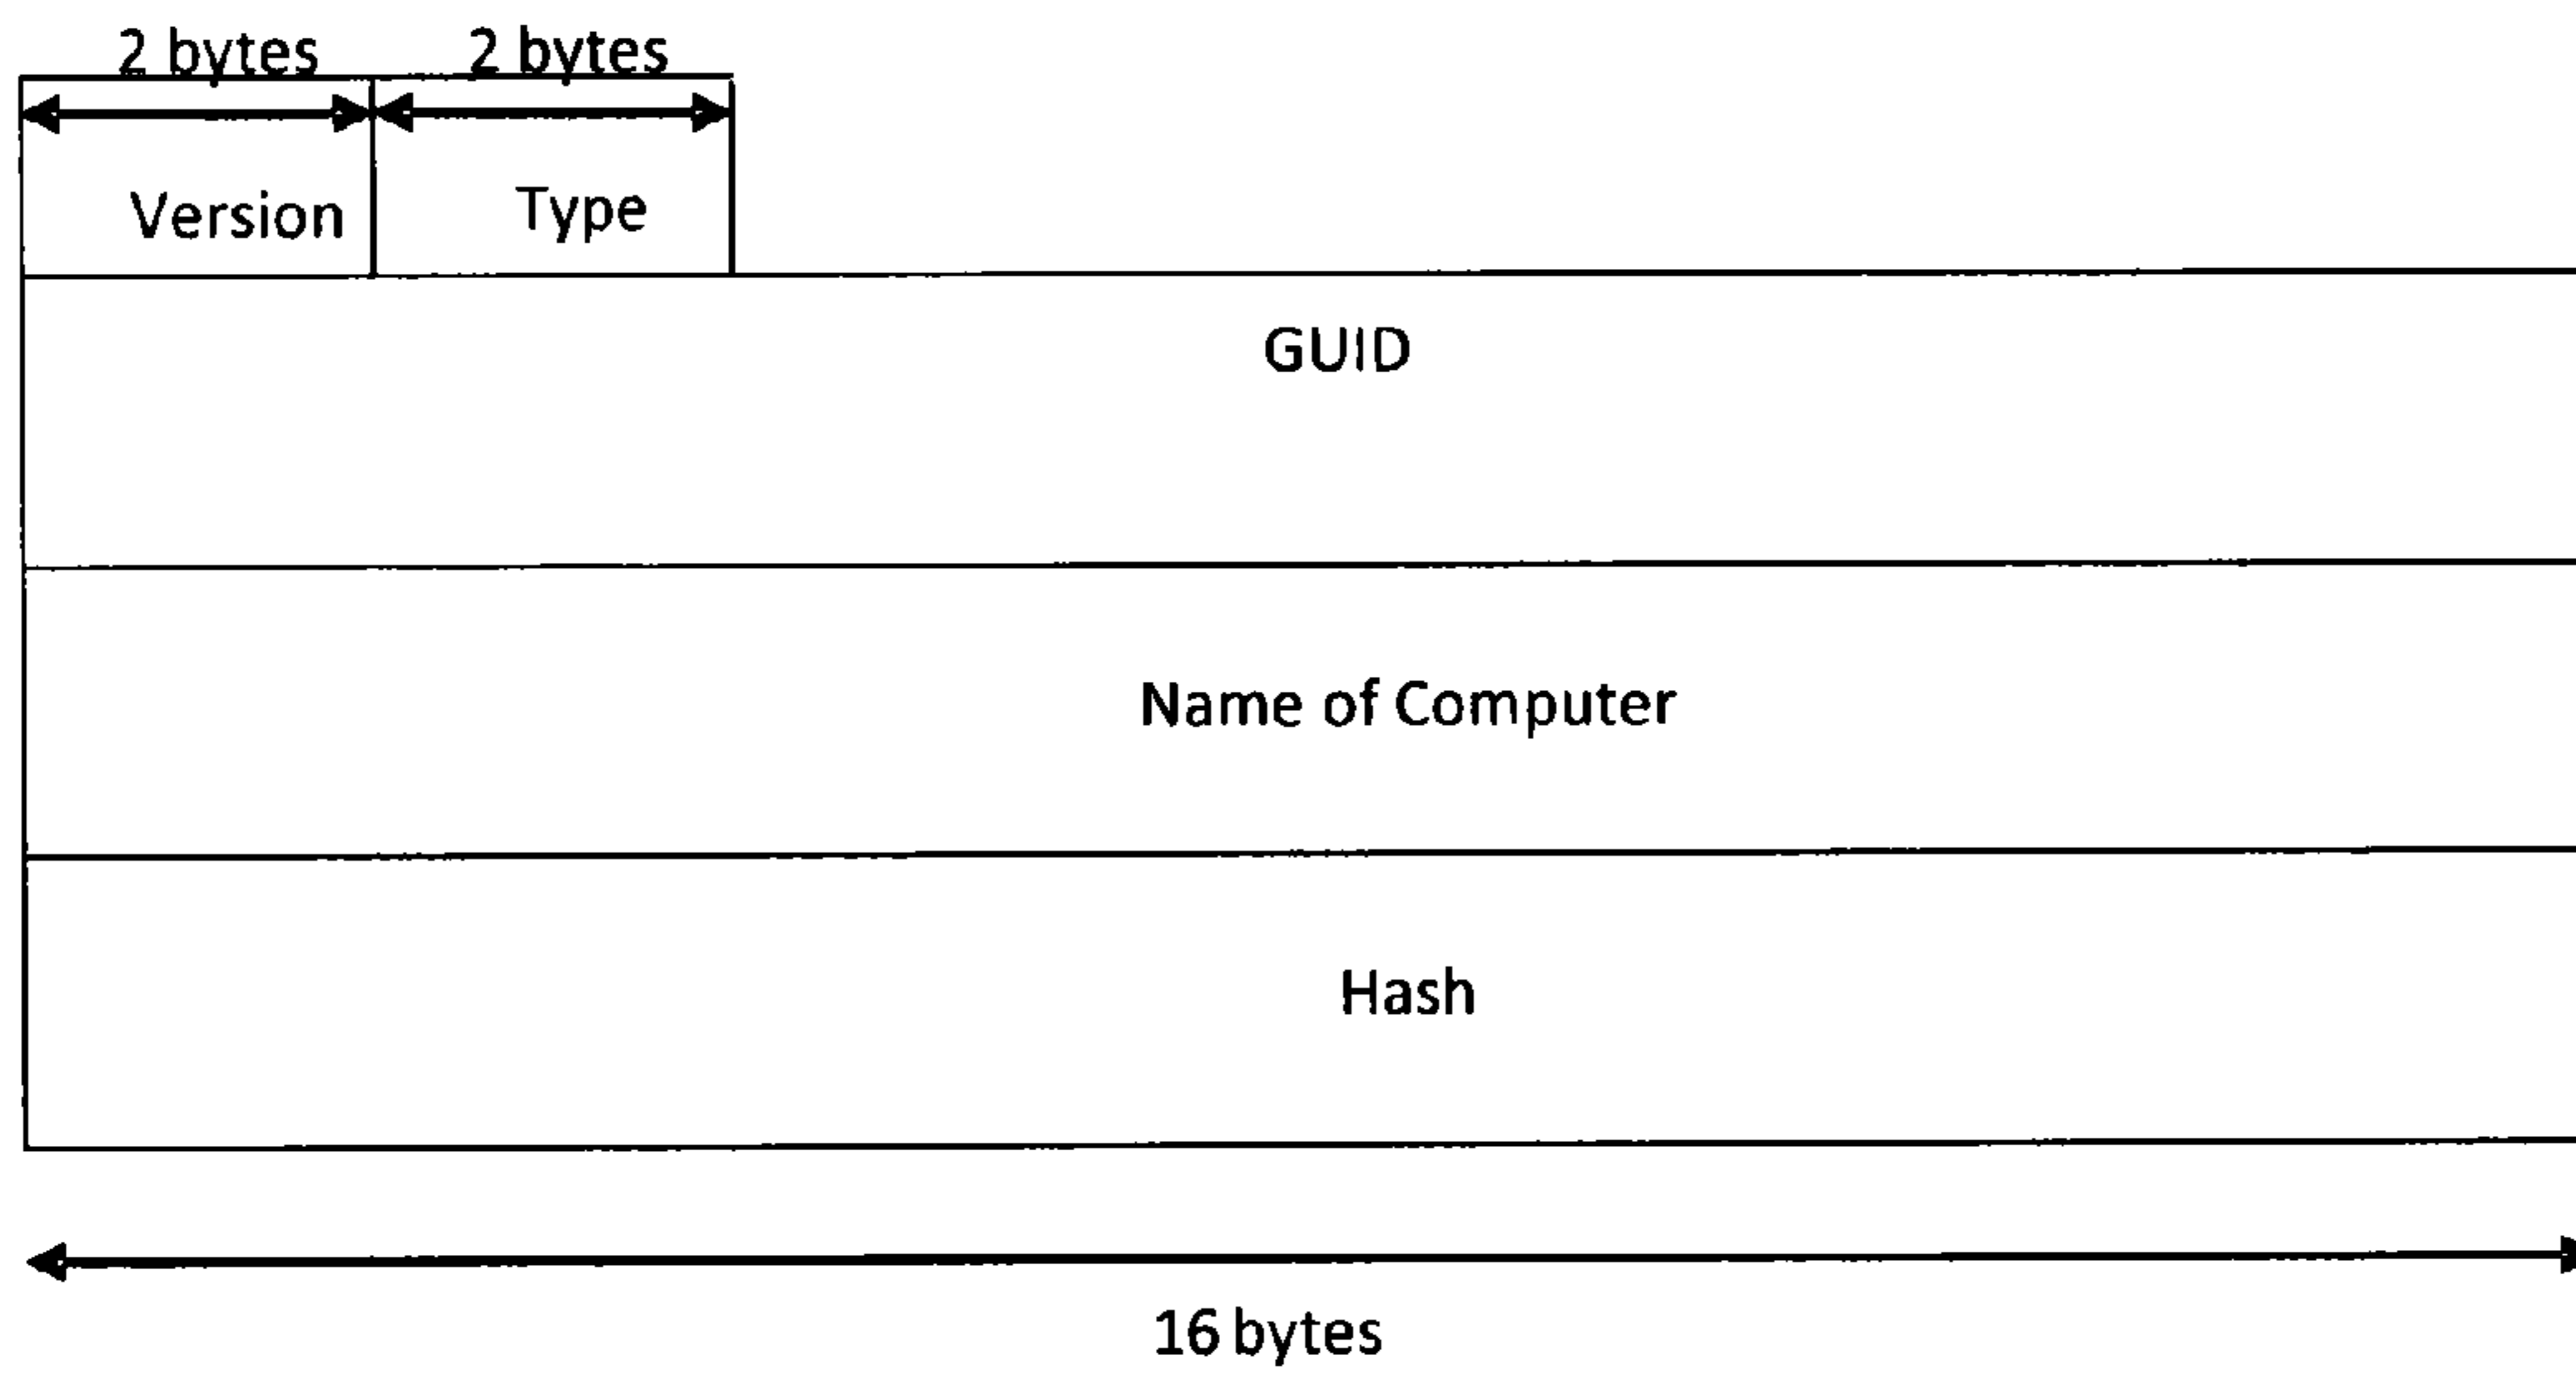 2 bytes 2 bytes
Version Type
GUID
Name of Computer
Hash
16 bytes